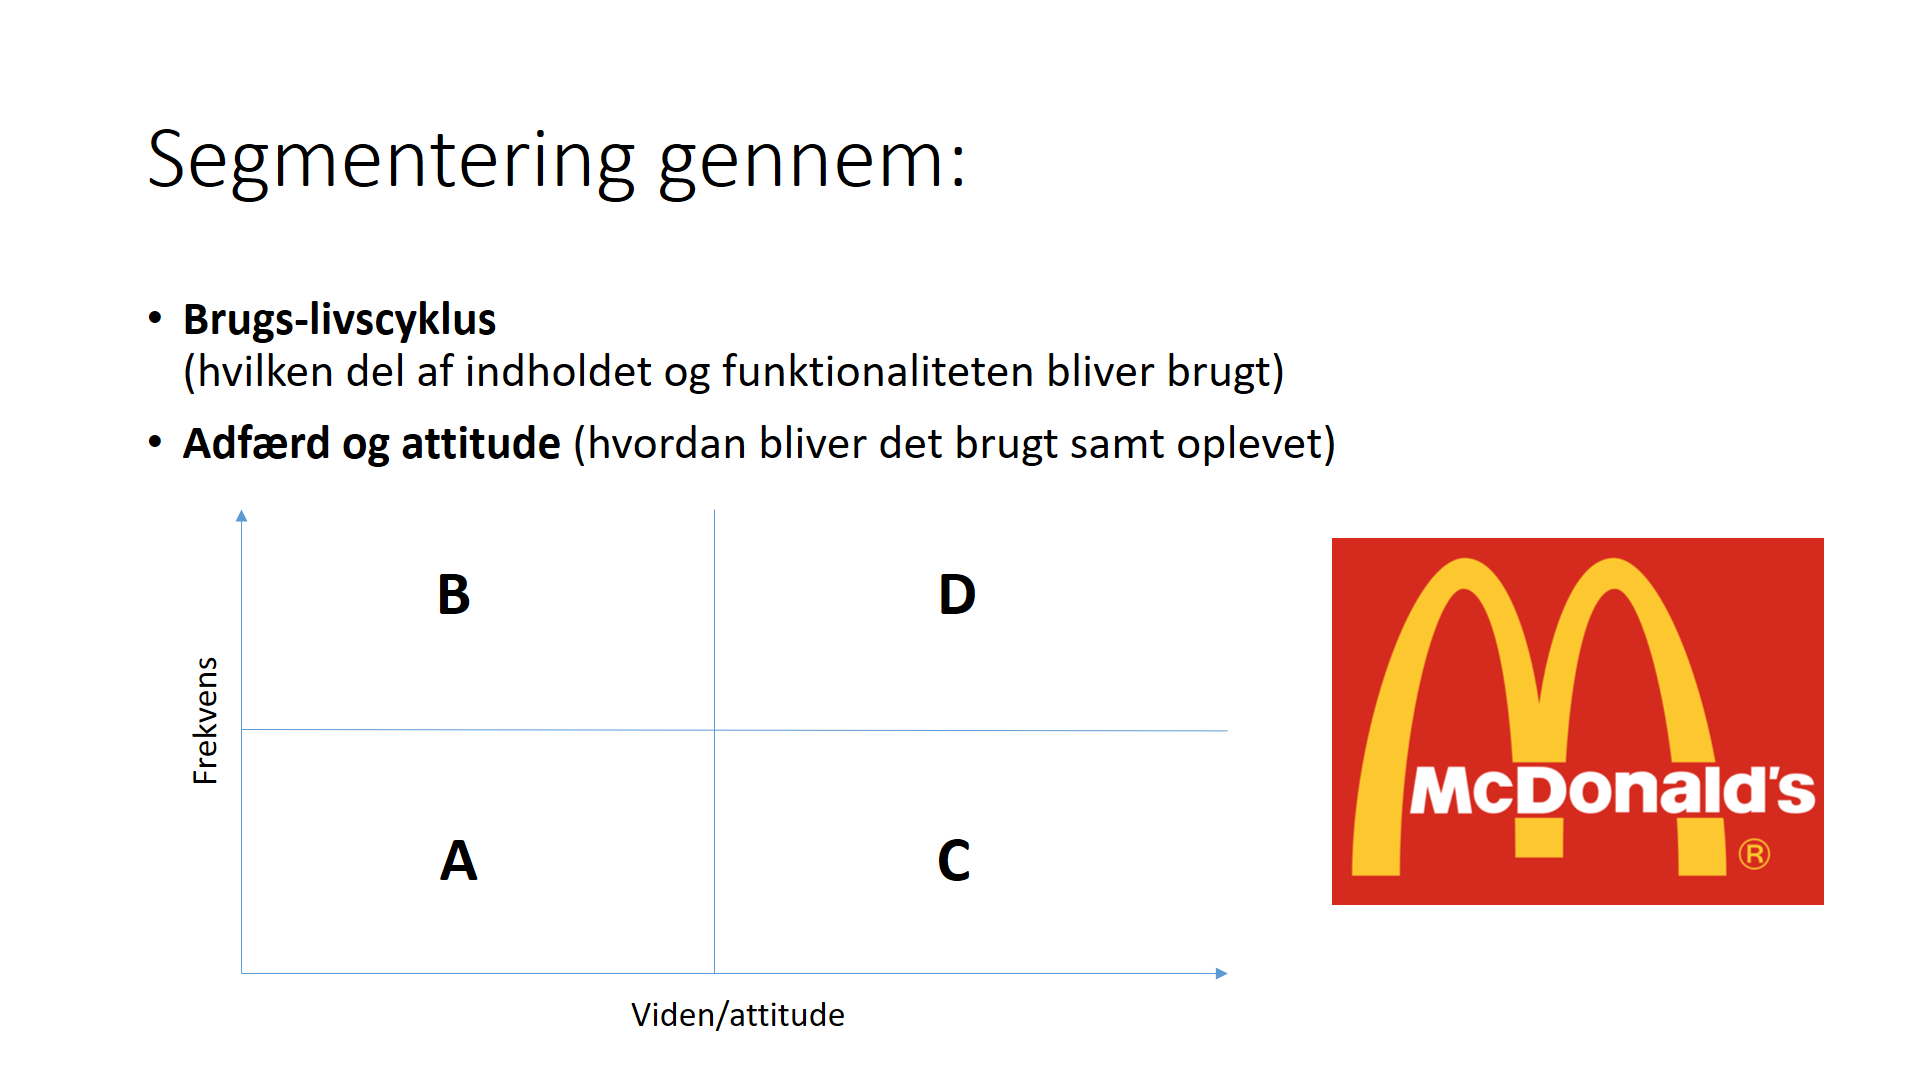 Segmentering gennem:
• Brugs-livscyklus
(hvilken del af indholdet og funktionaliteten bliver brugt)
• Adfærd og attitude (hvordan bliver det brugt samt oplevet)
B
D
Frekvens
A
C
Viden/attitude
McDonald's
®